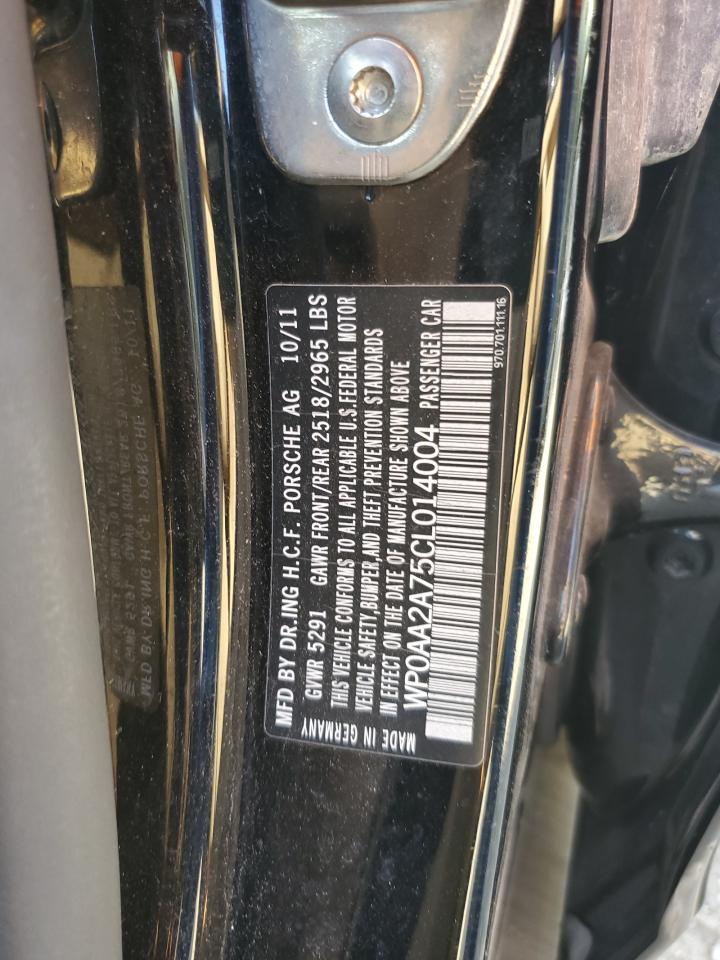 MFD BY DR.ING H.C.F. PORSCHE AG 10/11
GVWR 5291 GAWR FRONT/REAR 2518/2965 LBS
THIS VEHICLE CONFORMS TO ALL APPLICABLE U.S. FEDERAL MOTOR
VEHICLE SAFETY,BUMPER,AND THEFT PREVENTION STANDARDS
IN EFFECT ON THE DATE OF MANUFACTURE SHOWN ABOVE
WP0AA2A75CL014004 PASSENGER CAR
MADE IN GERMANY
970.701.111.16